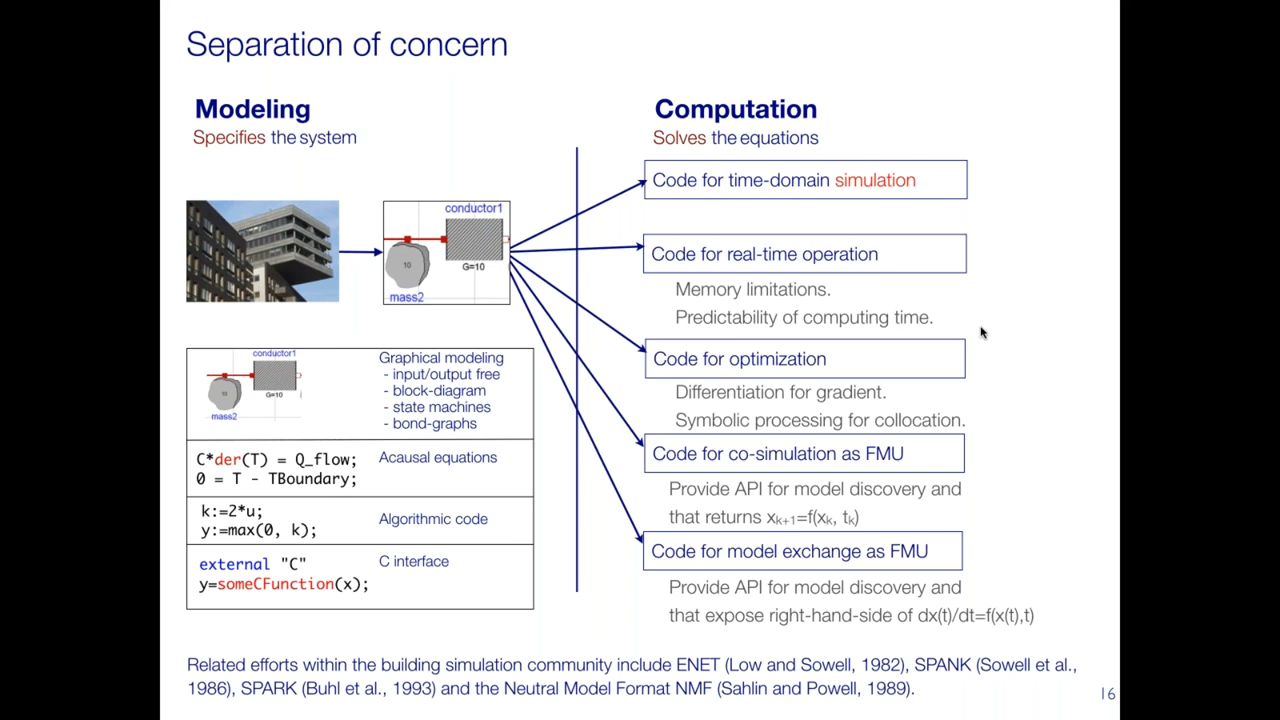 Separation of concern
Modeling
Specifies the system
conductor1
10
G=10
mass2
conductor1
10
G=10
mass2
Graphical modeling
- input/output free
- block-diagram
- state machines
- bond-graphs
C*der(T) = Q_flow;
0 = T - TBoundary;
Acausal equations
k:=2*u;
y:=max(0, k);
Algorithmic code
external "C"
y=someCFunction(x);
C interface
Computation
Solves the equations
Code for time-domain simulation
Code for real-time operation
Memory limitations.
Predictability of computing time.
Code for optimization
Differentiation for gradient.
Symbolic processing for collocation.
Code for co-simulation as FMU
Provide API for model discovery and
that returns xₖ₊₁=f(xₖ, tₖ)
Code for model exchange as FMU
Provide API for model discovery and
that expose right-hand-side of dx(t)/dt=f(x(t),t)
Related efforts within the building simulation community include ENET (Low and Sowell, 1982), SPANK (Sowell et al.,
1986), SPARK (Buhl et al., 1993) and the Neutral Model Format NMF (Sahlin and Powell, 1989).
16